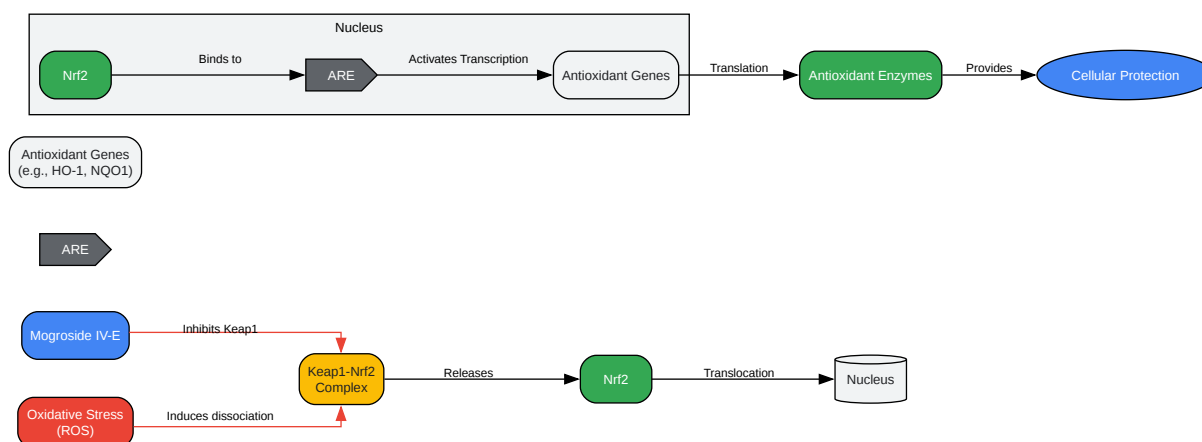 Nucleus
Nrf2
Binds to
ARE
Activates Transcription
Antioxidant Genes
Translation
Antioxidant Enzymes
Provides
Cellular Protection
Antioxidant Genes
(e.g., HO-1, NQO1)
ARE
Mogroside IV-E
Inhibits Keap1
Keap1-Nrf2
Complex
Releases
Nrf2
Translocation
Nucleus
Oxidative Stress
(ROS)
Induces dissociation